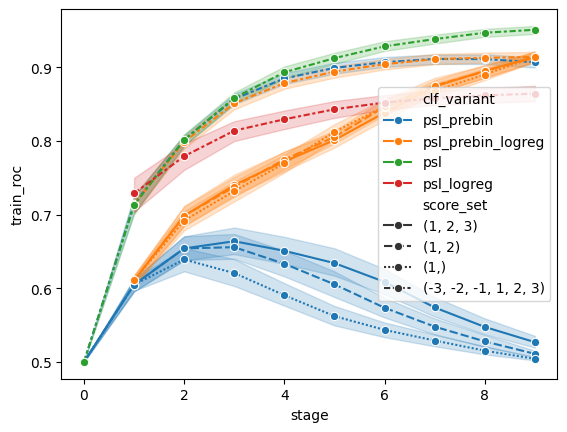 0.9
0.8
0.7
0.6
0.5
train_roc
0 2 4 6 8
stage
clf_variant
psl_prebin
psl_prebin_logreg
psl
psl_logreg
score_set
(1, 2, 3)
(1, 2)
(1,)
(-3, -2, -1, 1, 2, 3)